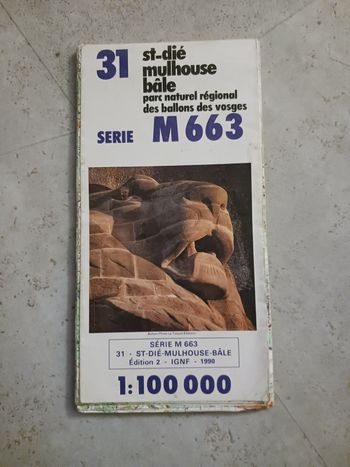 31
st-dié
mulhouse
bâle
parc naturel régional
des ballons des vosges
SERIE M 663
SÉRIE M 663
31 - ST-DIÉ-MULHOUSE-BÂLE
Édition 2 - IGNF - 1990
1:100 000